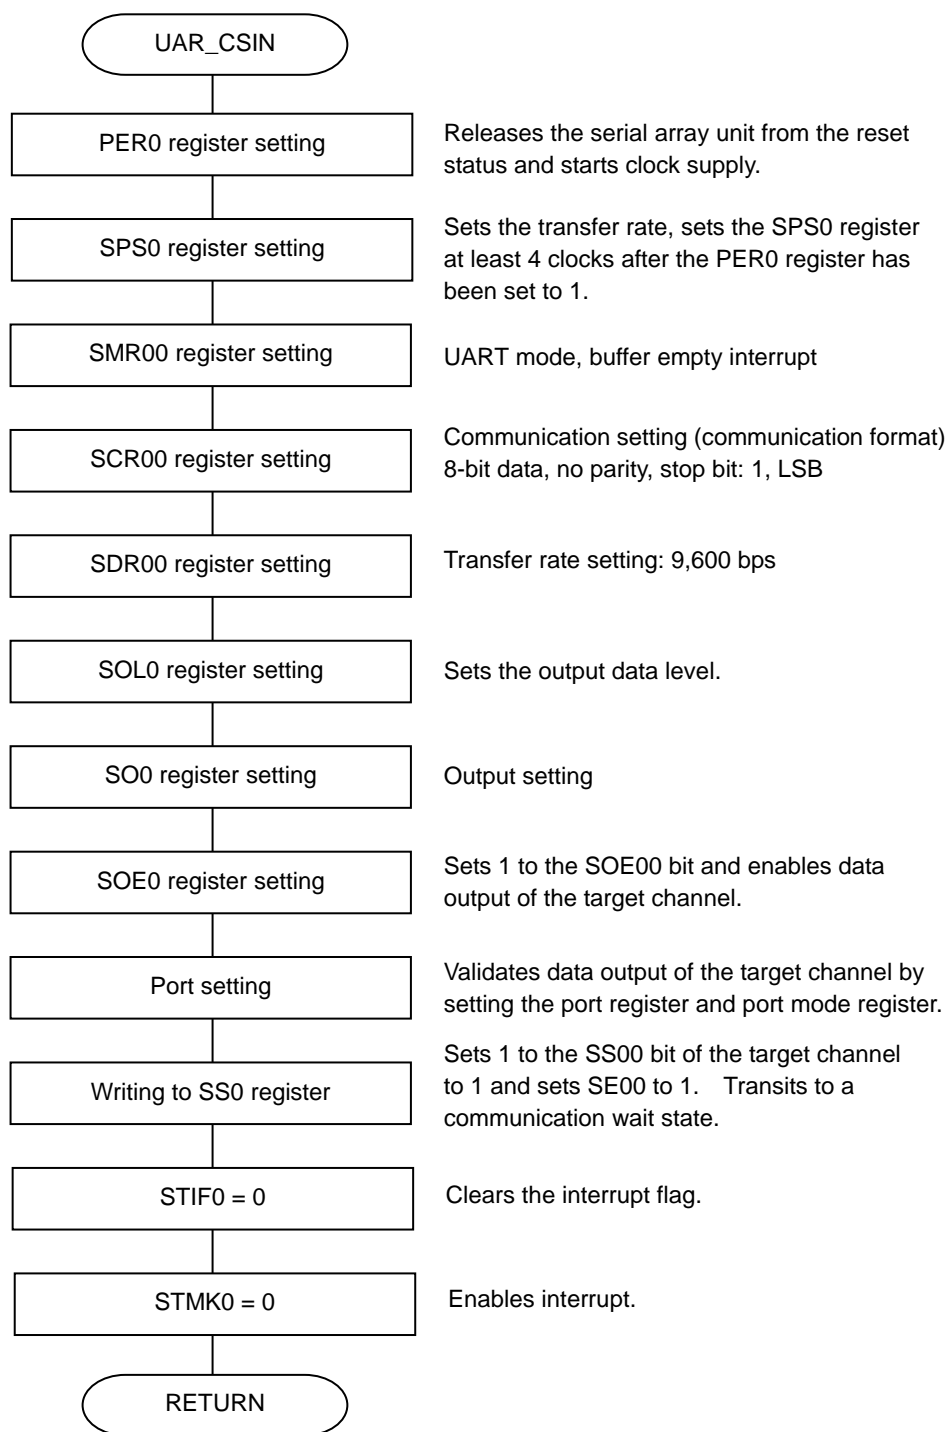 UAR_CSIN
PER0 register setting
Releases the serial array unit from the reset
status and starts clock supply.
SPS0 register setting
Sets the transfer rate, sets the SPS0 register
at least 4 clocks after the PER0 register has
been set to 1.
SMR00 register setting
UART mode, buffer empty interrupt
SCR00 register setting
Communication setting (communication format)
8-bit data, no parity, stop bit: 1, LSB
SDR00 register setting
Transfer rate setting: 9,600 bps
SOL0 register setting
Sets the output data level.
SO0 register setting
Output setting
SOE0 register setting
Sets 1 to the SOE00 bit and enables data
output of the target channel.
Port setting
Validates data output of the target channel by
setting the port register and port mode register.
Writing to SS0 register
Sets 1 to the SS00 bit of the target channel
to 1 and sets SE00 to 1. Transits to a
communication wait state.
STIF0 = 0
Clears the interrupt flag.
STMK0 = 0
Enables interrupt.
RETURN